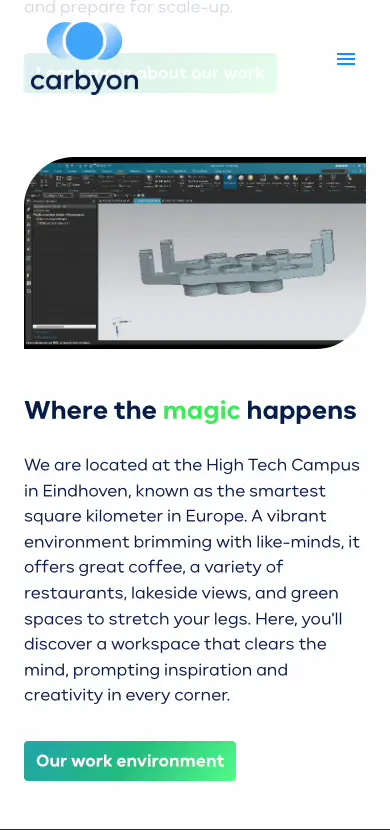 and prepare for scale-up.
about our work
carbyon
Where the magic happens
We are located at the High Tech Campus
in Eindhoven, known as the smartest
square kilometer in Europe. A vibrant
environment brimming with like-minds, it
offers great coffee, a variety of
restaurants, lakeside views, and green
spaces to stretch your legs. Here, you'll
discover a workspace that clears the
mind, prompting inspiration and
creativity in every corner.
Our work environment